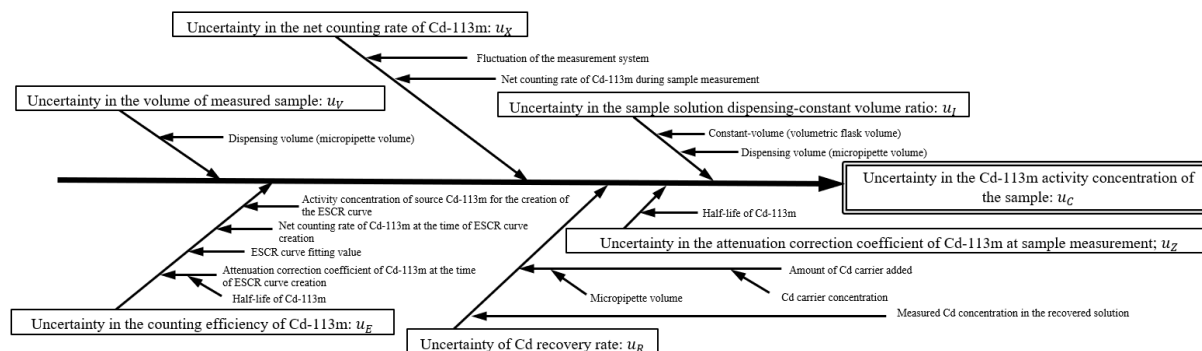 Uncertainty in the net counting rate of Cd-113m: u_X
Fluctuation of the measurement system
Net counting rate of Cd-113m during sample measurement
Uncertainty in the volume of measured sample: u_V
Dispensing volume (micropipette volume)
Uncertainty in the sample solution dispensing-constant volume ratio: u_I
Constant-volume (volumetric flask volume)
Dispensing volume (micropipette volume)
Uncertainty in the Cd-113m activity concentration of
the sample: u_C
Activity concentration of source Cd-113m for the creation of
the ESCR curve
Net counting rate of Cd-113m at the time of ESCR curve
creation
ESCR curve fitting value
Attenuation correction coefficient of Cd-113m at the time
of ESCR curve creation
Half-life of Cd-113m
Uncertainty in the counting efficiency of Cd-113m: u_E
Half-life of Cd-113m
Uncertainty in the attenuation correction coefficient of Cd-113m at sample measurement; u_Z
Amount of Cd carrier added
Micropipette volume
Cd carrier concentration
Measured Cd concentration in the recovered solution
Uncertainty of Cd recovery rate: u_R